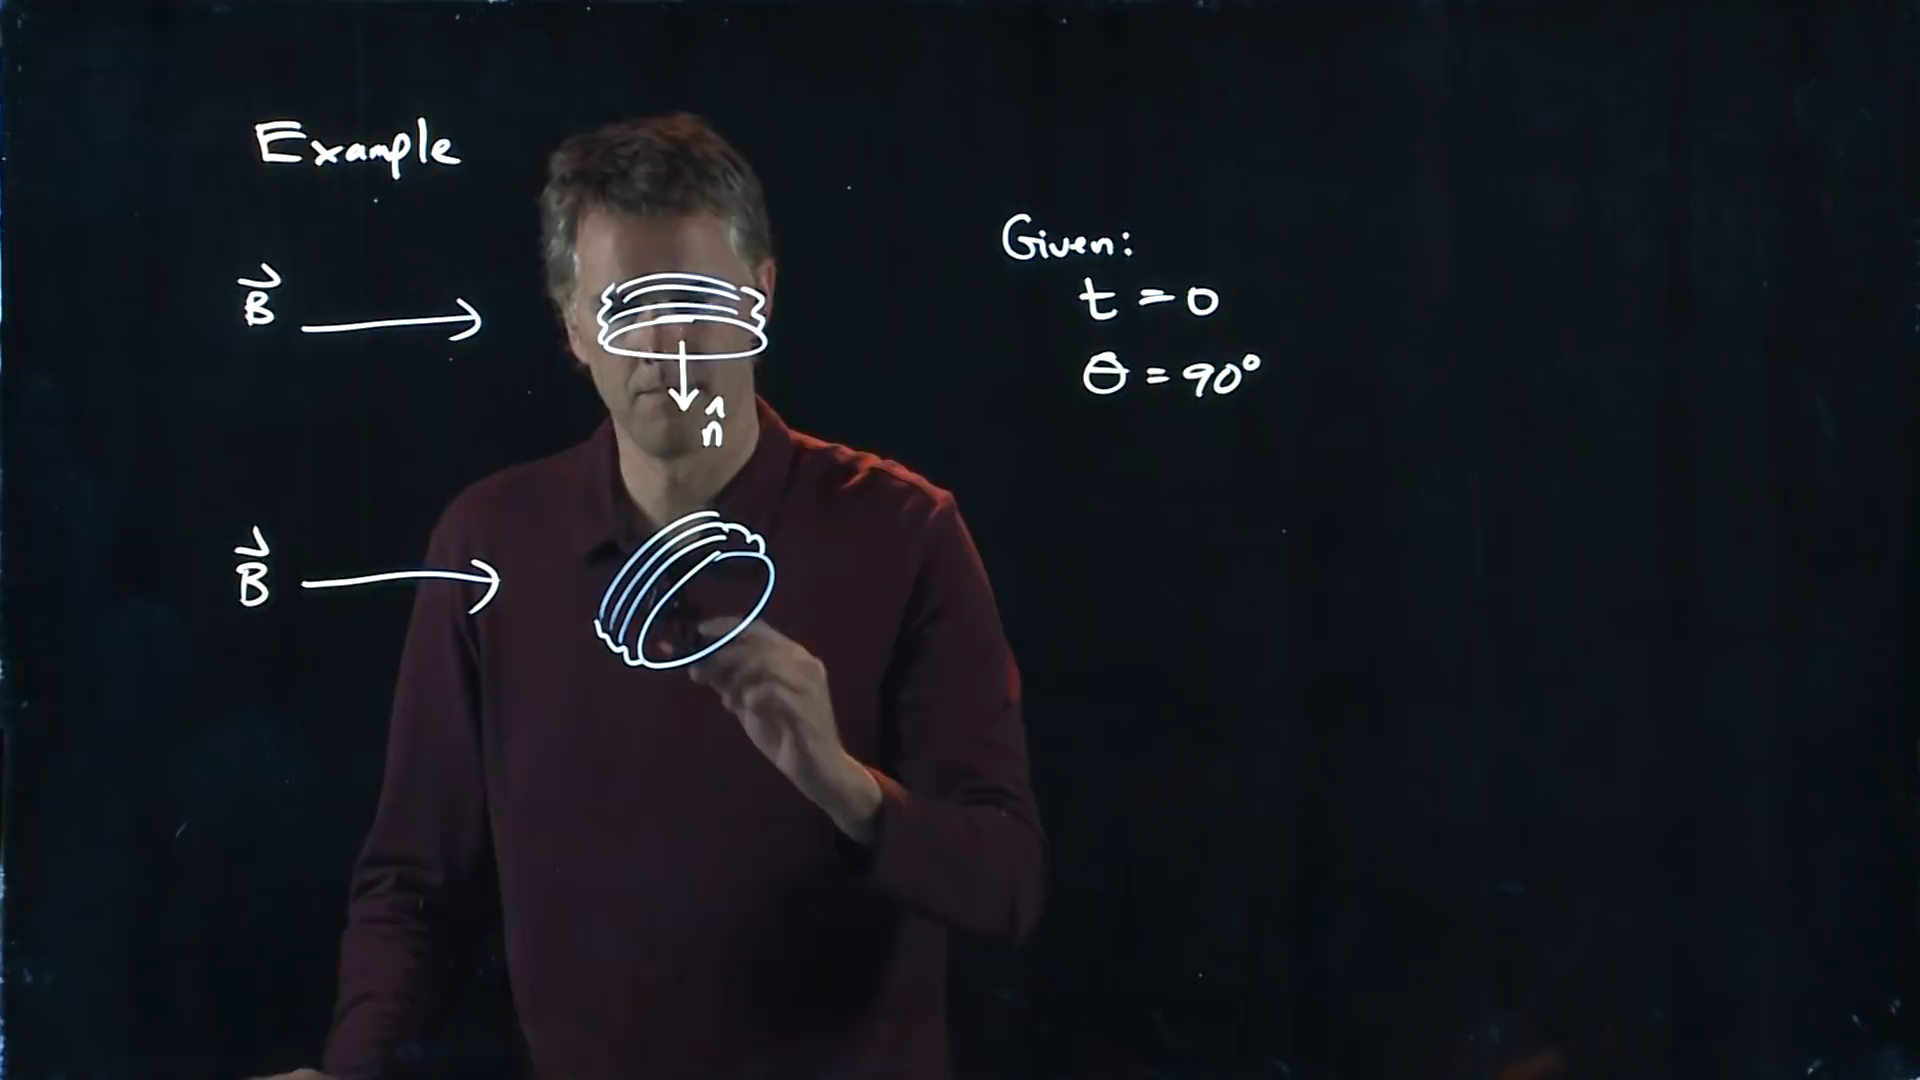 Example
B⃗
n̂
B⃗
Given:
t = 0
θ = 90°